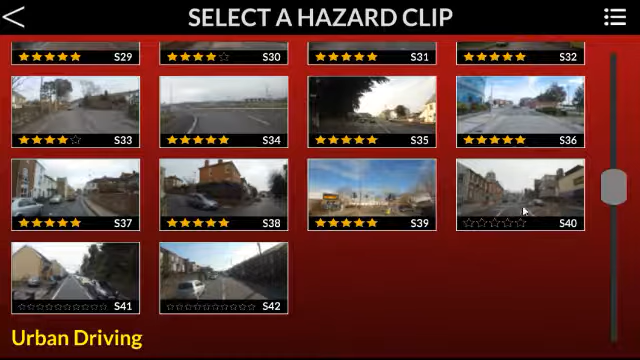 SELECT A HAZARD CLIP
S29
S30
S31
S32
S33
S34
S35
S36
S37
S38
S39
S40
S41
S42
Urban Driving